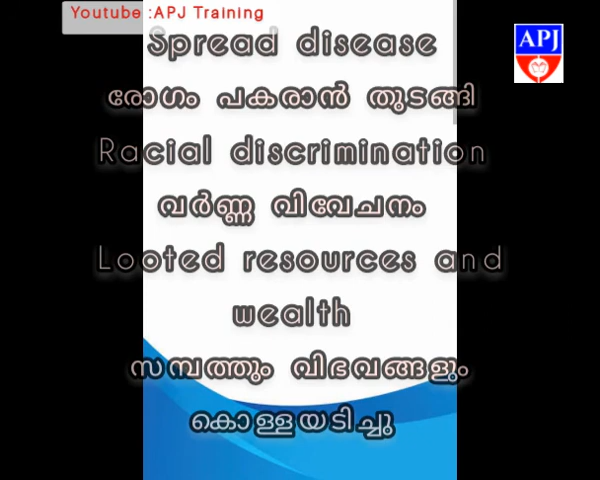 Youtube :APJ Training
APJ
Spread disease
രോഗം പകരാൻ തുടങ്ങി
Racial discrimination
വർണ്ണ വിവേചനം
Looted resources and
wealth
സമ്പത്തും വിഭവങ്ങളും
കൊള്ളയടിച്ചു